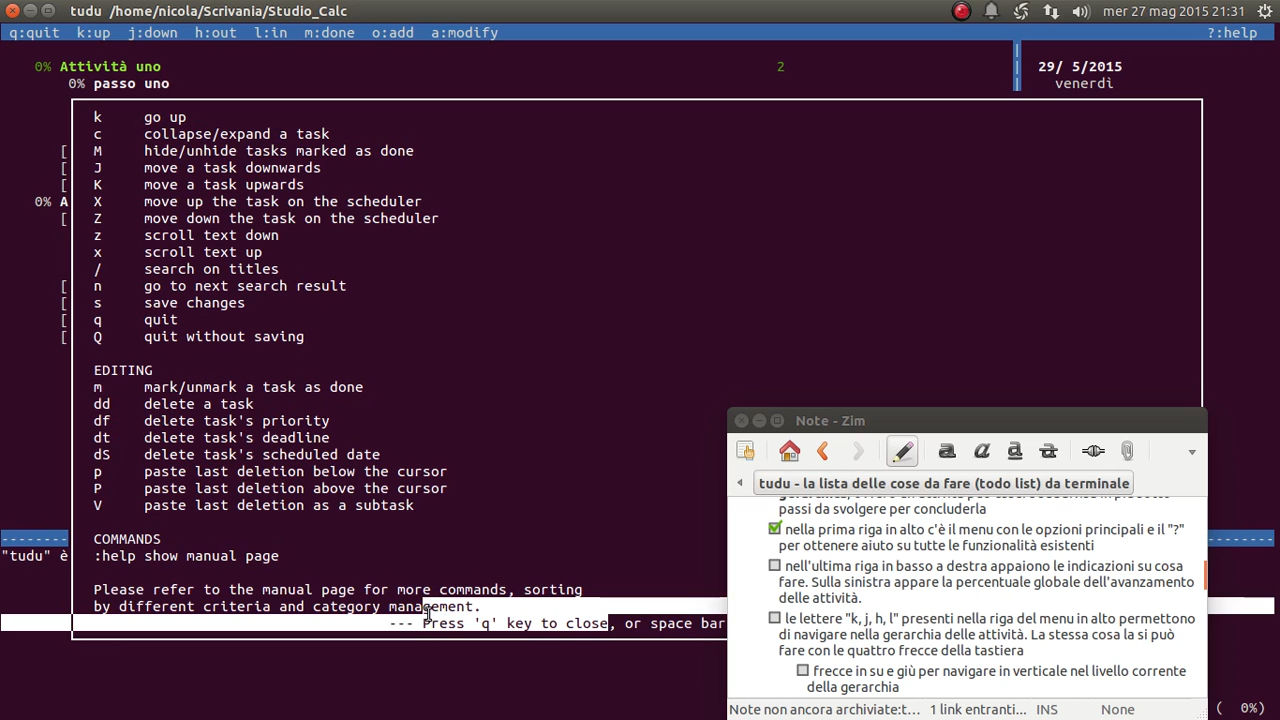 tudu /home/nicola/Scrivania/Studio_Calc
mer 27 mag 2015 21:31
q:quit k:up j:down h:out l:in m:done o:add a:modify ?:help
0% Attività uno 2 29/ 5/2015
0% passo uno venerdì
k go up
c collapse/expand a task
[ M hide/unhide tasks marked as done
[ J move a task downwards
[ K move a task upwards
0% A X move up the task on the scheduler
[ Z move down the task on the scheduler
z scroll text down
x scroll text up
/ search on titles
[ n go to next search result
[ s save changes
[ q quit
[ Q quit without saving
EDITING
m mark/unmark a task as done
dd delete a task
df delete task's priority
dt delete task's deadline
dS delete task's scheduled date
p paste last deletion below the cursor
P paste last deletion above the cursor
V paste last deletion as a subtask
COMMANDS
"tudu" è :help show manual page
Please refer to the manual page for more commands, sorting
by different criteria and category management.
--- Press 'q' key to close, or space bar
( 0%)
Note - Zim
tudu - la lista delle cose da fare (todo list) da terminale
passi da svolgere per concluderla
nella prima riga in alto c'è il menu con le opzioni principali e il "?"
per ottenere aiuto su tutte le funzionalità esistenti
nell'ultima riga in basso a destra appaiono le indicazioni su cosa
fare. Sulla sinistra appare la percentuale globale dell'avanzamento
delle attività.
le lettere "k, j, h, l" presenti nella riga del menu in alto permettono
di navigare nella gerarchia delle attività. La stessa cosa la si può
fare con le quattro frecce della tastiera
frecce in su e giù per navigare in verticale nel livello corrente
della gerarchia
Note non ancora archiviate:t... 1 link entranti... INS None